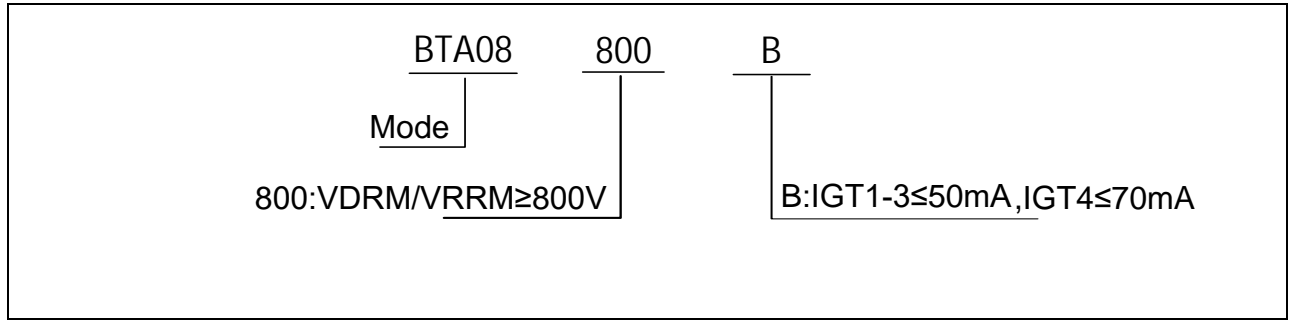 BTA08 800 B
Mode
800:VDRM/VRRM≥800V B:IGT1-3≤50mA,IGT4≤70mA